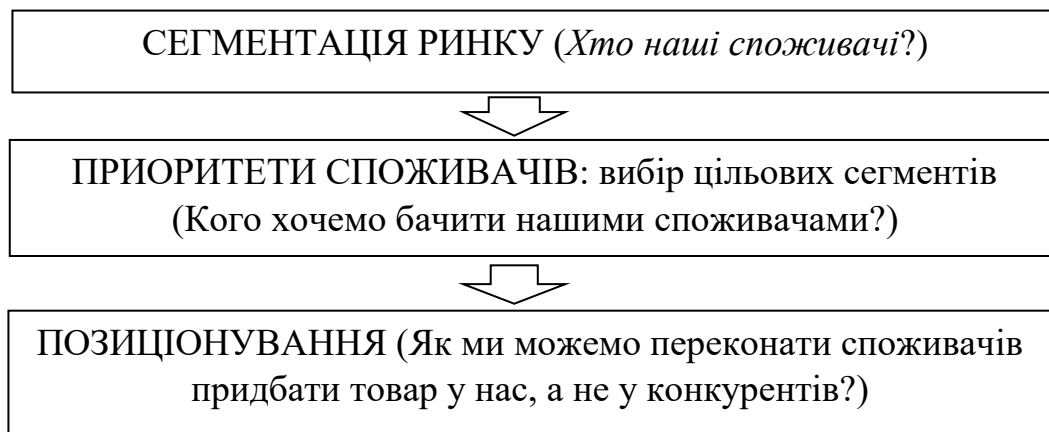 СЕГМЕНТАЦІЯ РИНКУ (Хто наші споживачі?)
ПРИОРИТЕТИ СПОЖИВАЧІВ: вибір цільових сегментів
(Кого хочемо бачити нашими споживачами?)
ПОЗИЦІОНУВАННЯ (Як ми можемо переконати споживачів
придбати товар у нас, а не у конкурентів?)